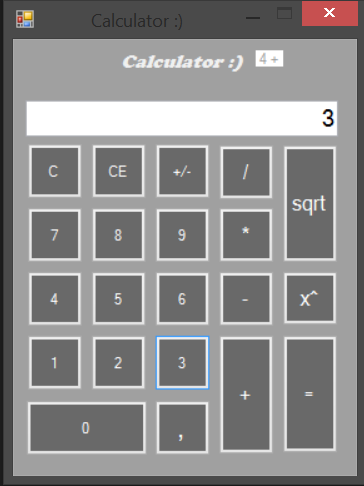 Calculator :)
Calculator :) 4 +
3
C CE +/- / sqrt
7 8 9 *
4 5 6 - x^
1 2 3 + =
0 ,